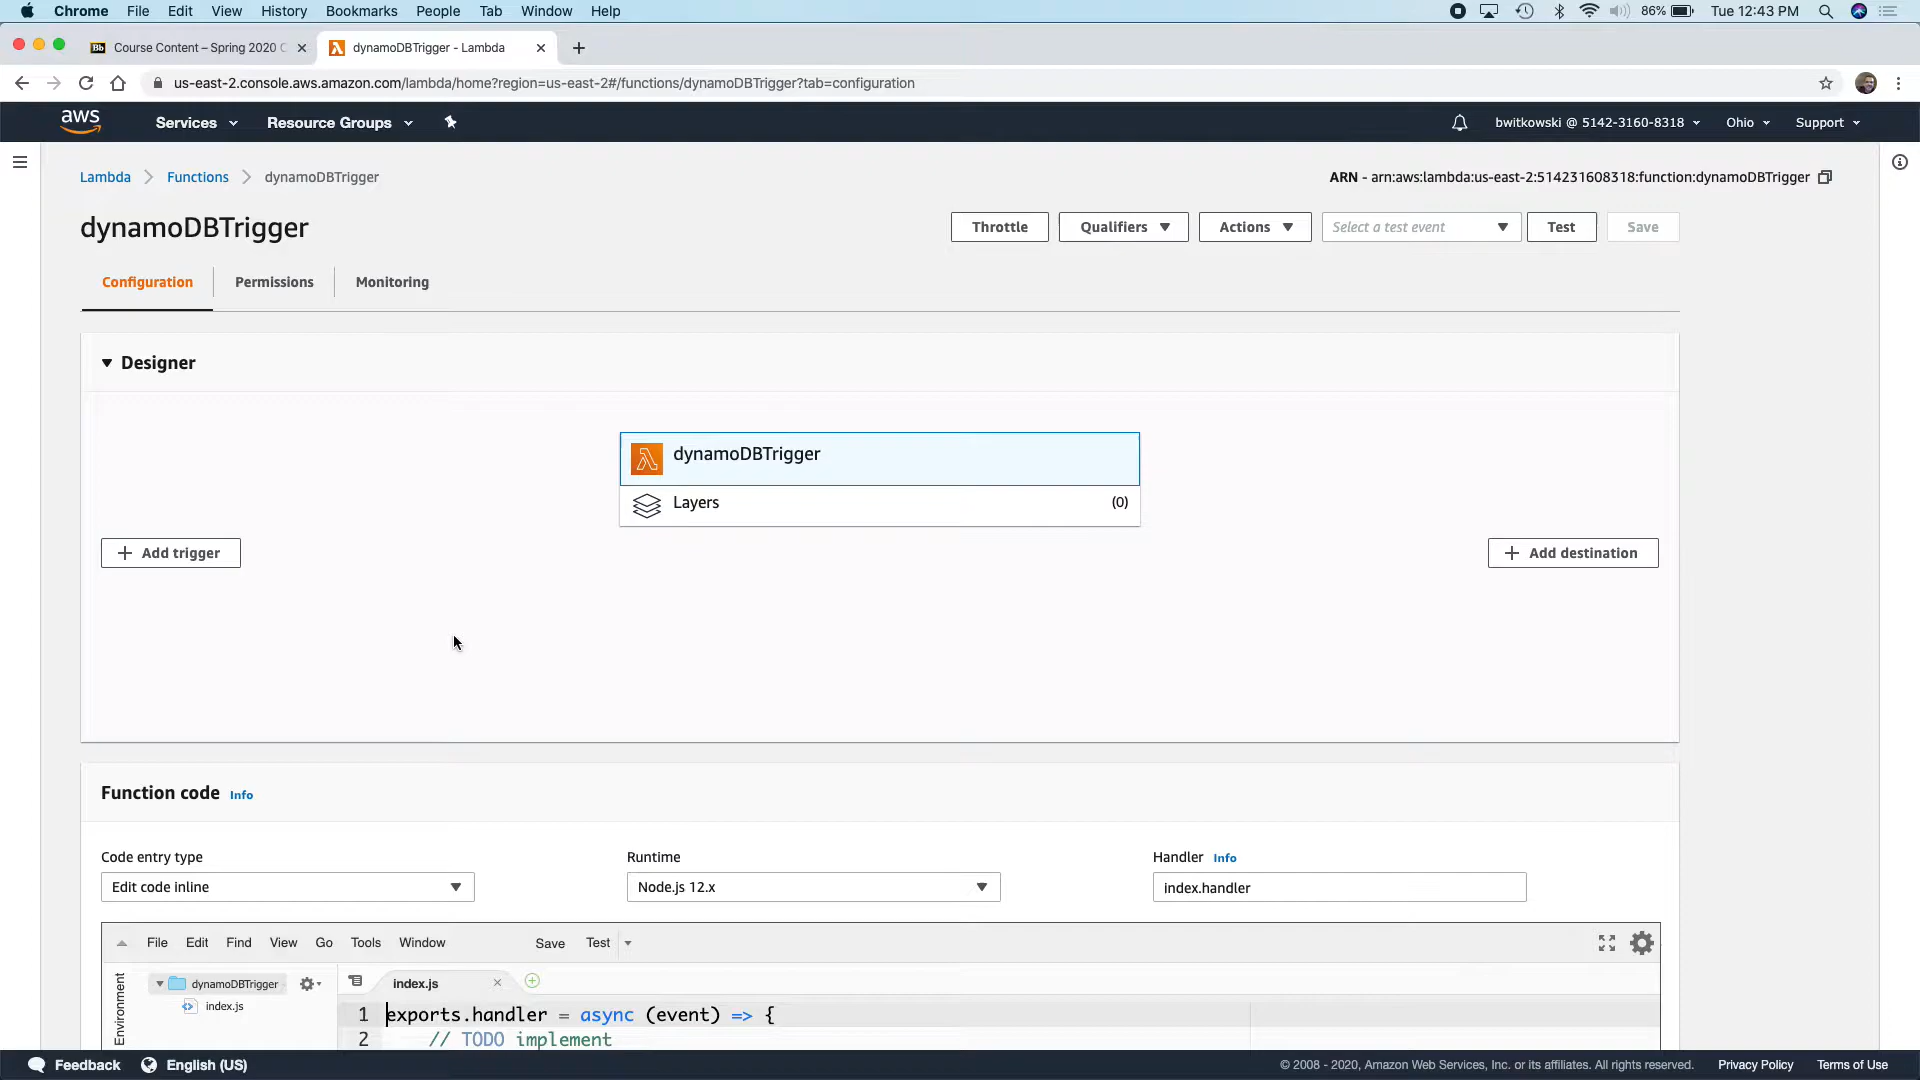 Chrome File Edit View History Bookmarks People Tab Window Help 86% Tue 12:43 PM
Bb Course Content – Spring 2020 C dynamoDBTrigger - Lambda
us-east-2.console.aws.amazon.com/lambda/home?region=us-east-2#/functions/dynamoDBTrigger?tab=configuration
aws Services Resource Groups bwitkowski @ 5142-3160-8318 Ohio Support
Lambda Functions dynamoDBTrigger ARN - arn:aws:lambda:us-east-2:514231608318:function:dynamoDBTrigger
dynamoDBTrigger Throttle Qualifiers Actions Select a test event Test Save
Configuration Permissions Monitoring
Designer
dynamoDBTrigger
Layers (0)
+ Add trigger + Add destination
Function code Info
Code entry type Runtime Handler Info
Edit code inline Node.js 12.x index.handler
File Edit Find View Go Tools Window Save Test
Environment
dynamoDBTrigger index.js
index.js
1 exports.handler = async (event) => {
2 // TODO implement
Feedback English (US) © 2008 - 2020, Amazon Web Services, Inc. or its affiliates. All rights reserved. Privacy Policy Terms of Use